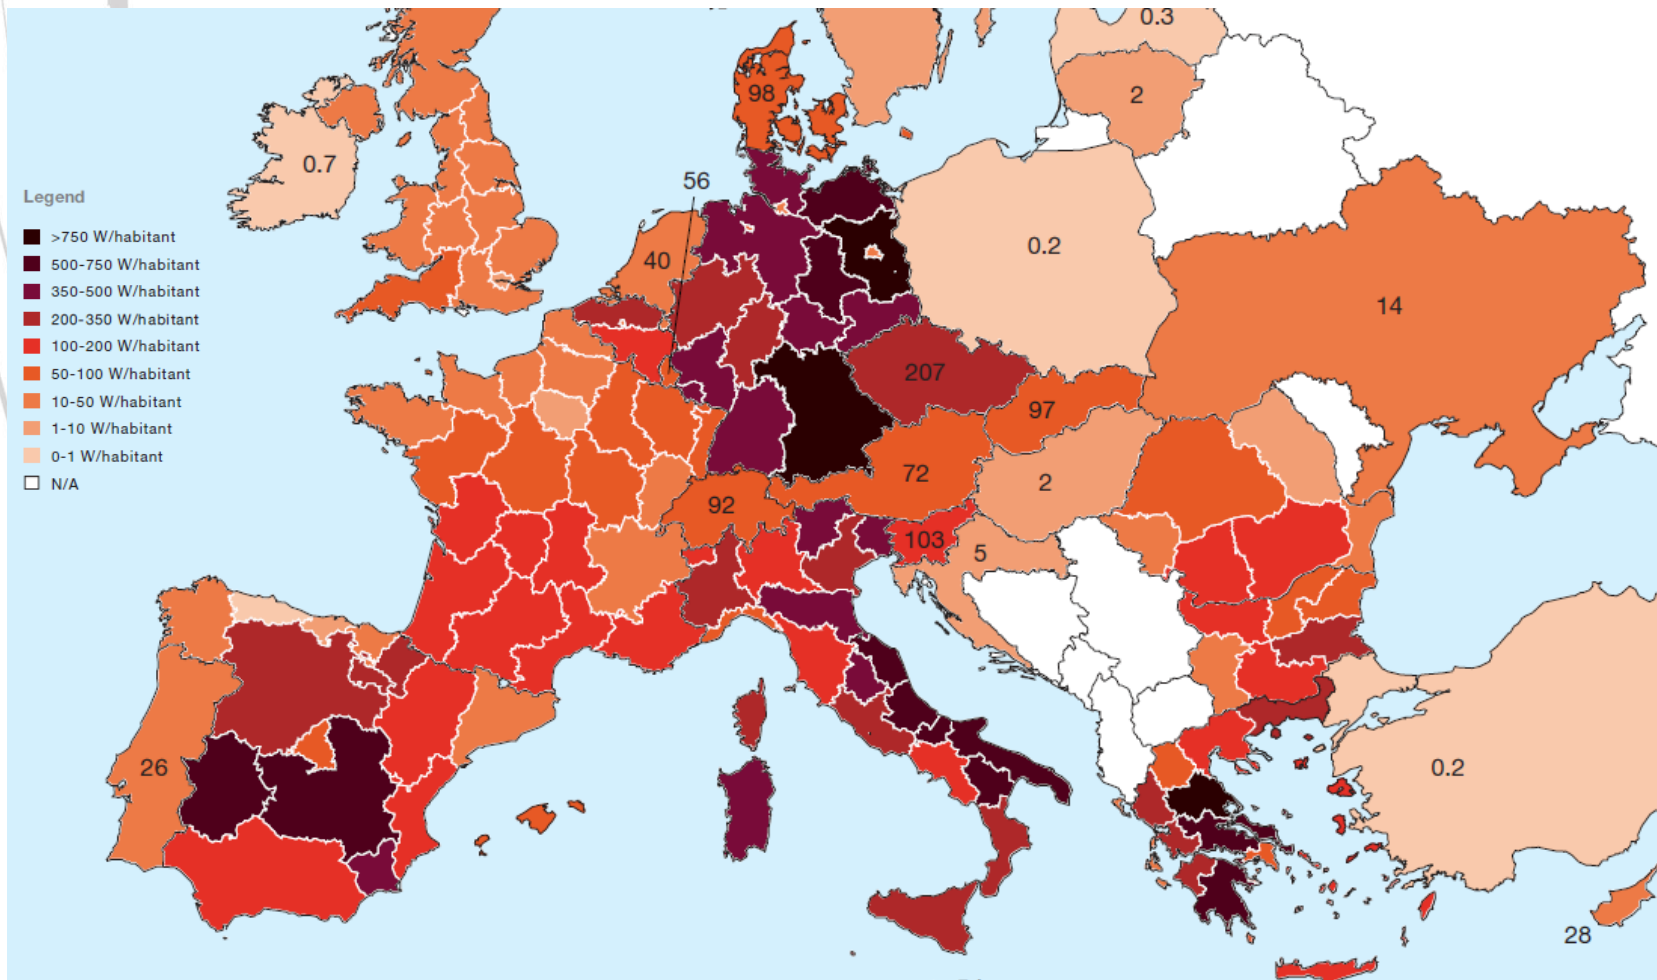 0.3
98
2
0.7
56
Legend
>750 W/habitant
500-750 W/habitant
350-500 W/habitant
200-350 W/habitant
100-200 W/habitant
50-100 W/habitant
10-50 W/habitant
1-10 W/habitant
0-1 W/habitant
N/A
40
0.2
14
207
97
72
2
92
103
5
26
0.2
28